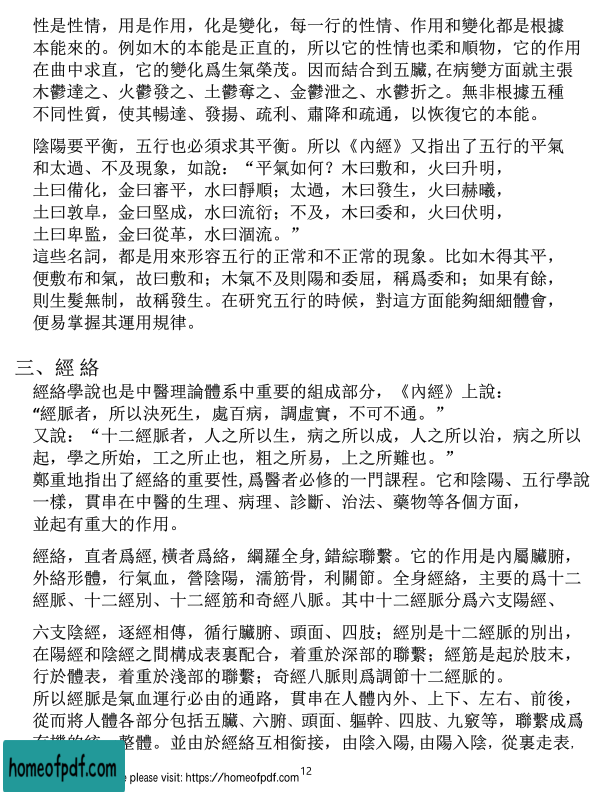 性是性情，用是作用，化是變化，每一行的性情、作用和變化都是根據
本能來的。例如木的本能是正直的，所以它的性情也柔和順物，它的作用
在曲中求直，它的變化爲生氣榮茂。因而結合到五臟,在病變方面就主張
木鬱達之、火鬱發之、土鬱奪之、金鬱泄之、水鬱折之。無非根據五種
不同性質，使其暢達、發揚、疏利、肅降和疏通，以恢復它的本能。
陰陽要平衡，五行也必須求其平衡。所以《內經》又指出了五行的平氣
和太過、不及現象，如說：“平氣如何？木曰敷和，火曰升明，
土曰備化，金曰審平，水曰靜順；太過，木曰發生，火曰赫曦，
土曰敦阜，金曰堅成，水曰流衍；不及，木曰委和，火曰伏明，
土曰卑監，金曰從革，水曰涸流。”
這些名詞，都是用來形容五行的正常和不正常的現象。比如木得其平，
便敷布和氣，故曰敷和；木氣不及則陽和委屈，稱爲委和；如果有餘，
則生髮無制，故稱發生。在研究五行的時候，對這方面能夠細細體會，
便易掌握其運用規律。
三、經 絡
經絡學說也是中醫理論體系中重要的組成部分，《內經》上說：
“經脈者，所以決死生，處百病，調虛實，不可不通。”
又說：“十二經脈者，人之所以生，病之所以成，人之所以治，病之所以
起，學之所始，工之所止也，粗之所易，上之所難也。”
鄭重地指出了經絡的重要性,爲醫者必修的一門課程。它和陰陽、五行學說
一樣，貫串在中醫的生理、病理、診斷、治法、藥物等各個方面，
並起有重大的作用。
經絡，直者爲經,橫者爲絡，綱羅全身,錯綜聯繫。它的作用是內屬臟腑，
外絡形體，行氣血，營陰陽，濡筋骨，利關節。全身經絡，主要的爲十二
經脈、十二經別、十二經筋和奇經八脈。其中十二經脈分爲六支陽經、
六支陰經，逐經相傳，循行臟腑、頭面、四肢；經別是十二經脈的別出，
在陽經和陰經之間構成表裏配合，着重於深部的聯繫；經筋是起於肢末，
行於體表，着重於淺部的聯繫；奇經八脈則爲調節十二經脈的。
所以經脈是氣血運行必由的通路，貫串在人體內外、上下、左右、前後，
從而將人體各部分包括五臟、六腑、頭面、軀幹、四肢、九竅等，聯繫成爲
整體。並由於經絡互相銜接，由陰入陽,由陽入陰，從裏走表，
homeofpdf.com
please visit: https://homeofpdf.com
12